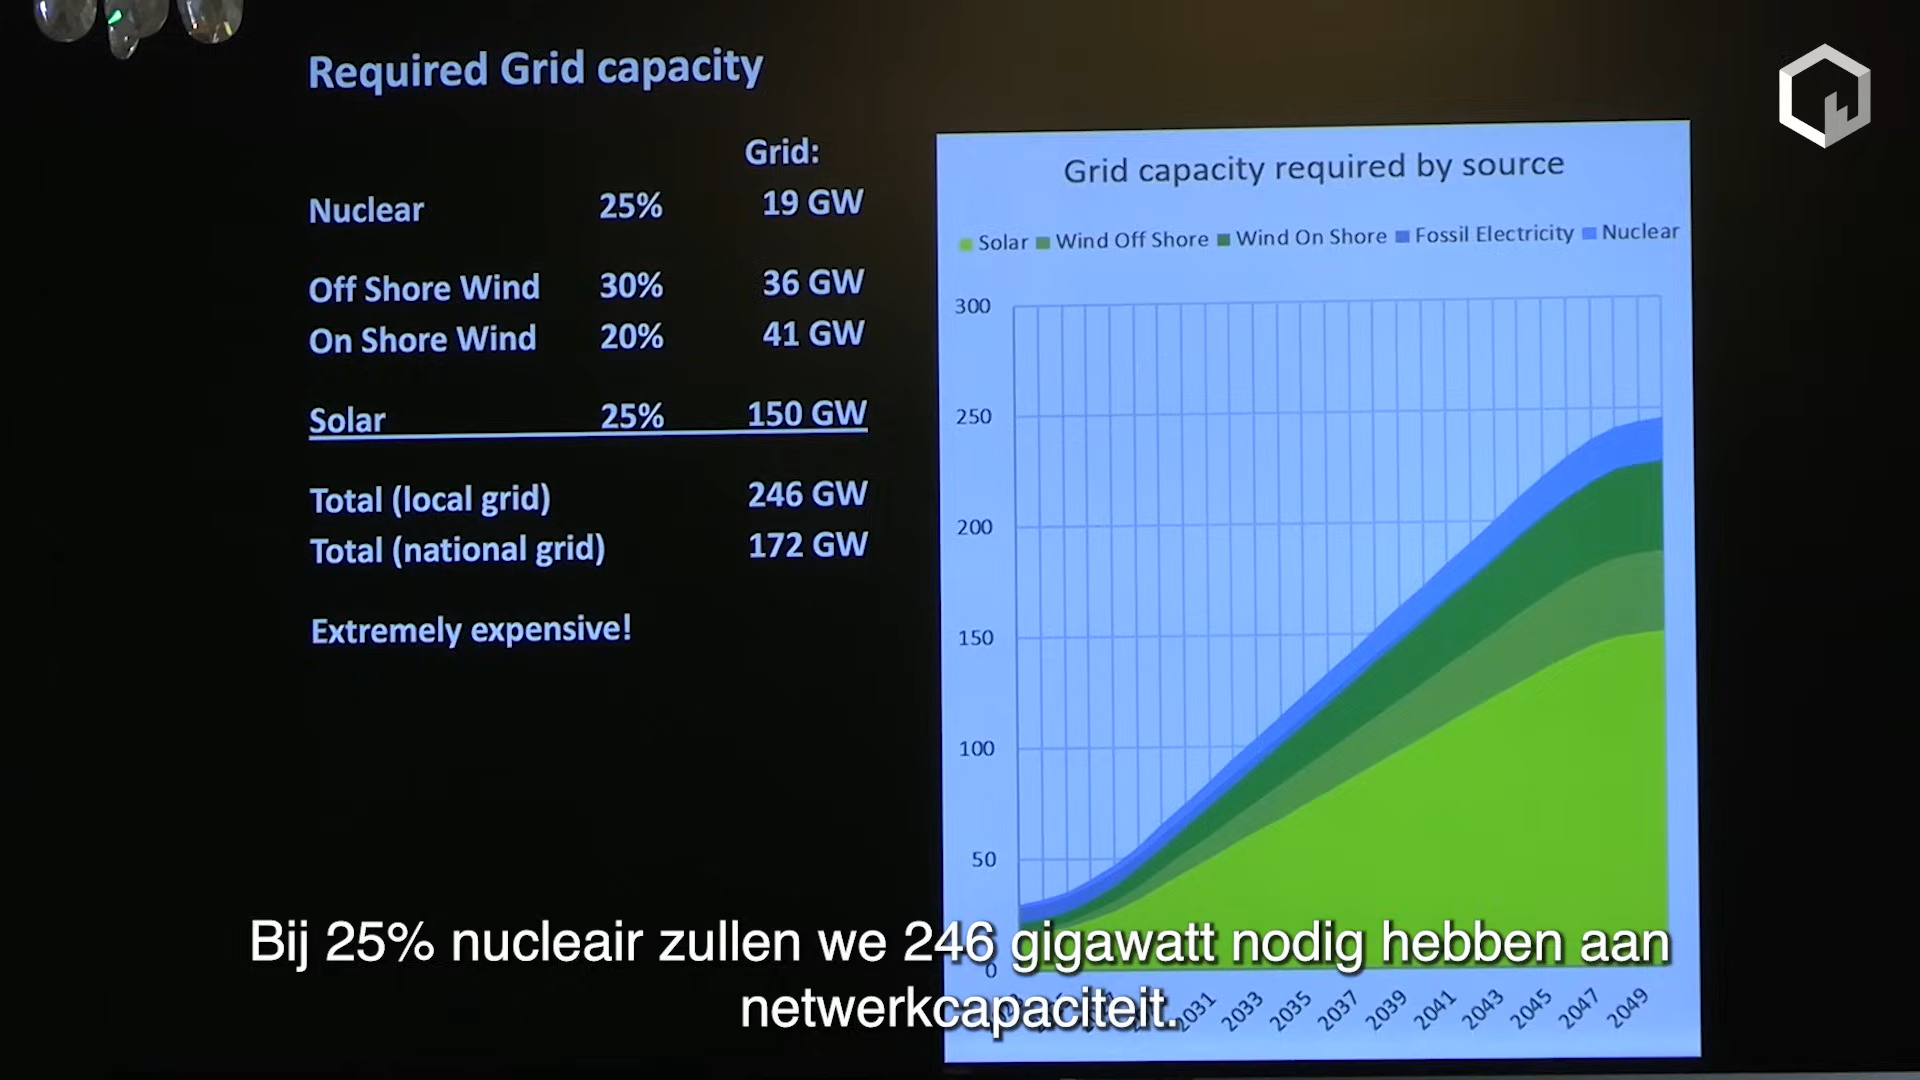 Required Grid capacity
Grid:
Nuclear 25% 19 GW
Off Shore Wind 30% 36 GW
On Shore Wind 20% 41 GW
Solar 25% 150 GW
Total (local grid) 246 GW
Total (national grid) 172 GW
Extremely expensive!
Grid capacity required by source
Solar Wind Off Shore Wind On Shore Fossil Electricity Nuclear
300
250
200
150
100
50
0
2031 2033 2035 2037 2039 2041 2043 2045 2047 2049
Bij 25% nucleair zullen we 246 gigawatt nodig hebben aan
netwerkcapaciteit.